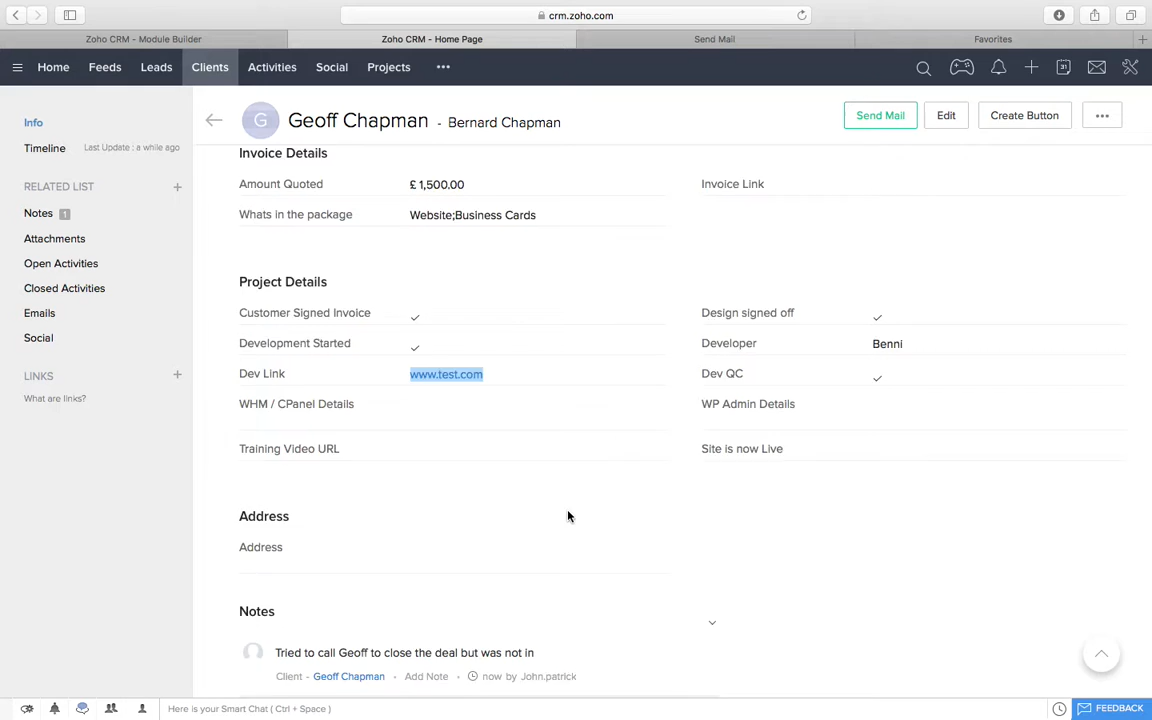 crm.zoho.com
Zoho CRM - Module Builder
Zoho CRM - Home Page
Send Mail
Favorites
Home Feeds Leads Clients Activities Social Projects
31
G Geoff Chapman - Bernard Chapman
Send Mail Edit Create Button
Info
Timeline Last Update : a while ago
RELATED LIST
Notes 1
Attachments
Open Activities
Closed Activities
Emails
Social
LINKS
What are links?
Invoice Details
Amount Quoted £ 1,500.00 Invoice Link
Whats in the package Website;Business Cards
Project Details
Customer Signed Invoice Design signed off
Development Started Developer Benni
Dev Link www.test.com Dev QC
WHM / CPanel Details WP Admin Details
Training Video URL Site is now Live
Address
Address
Notes
Tried to call Geoff to close the deal but was not in
Client - Geoff Chapman • Add Note • now by John.patrick
Here is your Smart Chat ( Ctrl + Space )
FEEDBACK